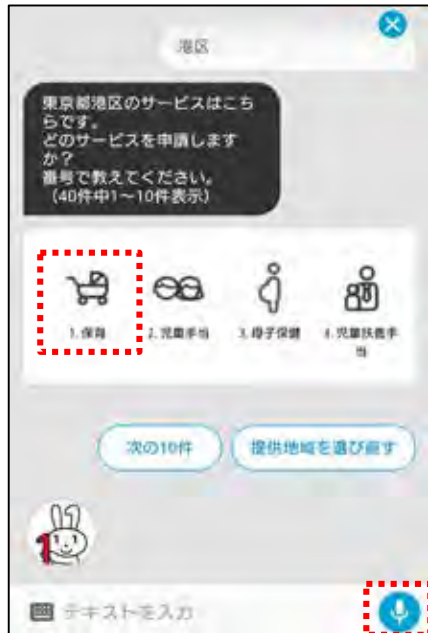 港区
東京都港区のサービスはこち
らです。
どのサービスを申請します
か？
番号で教えてください。
（40件中1～10件表示）
1. 保育
2. 児童手当
3. 母子保健
4. 児童扶養手
当
次の10件
提供地域を選び直す
テキストを入力